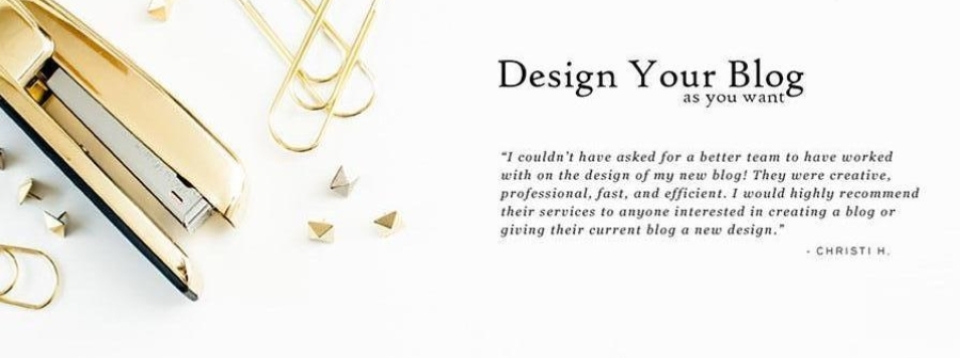 Design Your Blog
as you want
“I couldn’t have asked for a better team to have worked
with on the design of my new blog! They were creative,
professional, fast, and efficient. I would highly recommend
their services to anyone interested in creating a blog or
giving their current blog a new design.”
- CHRISTI H.